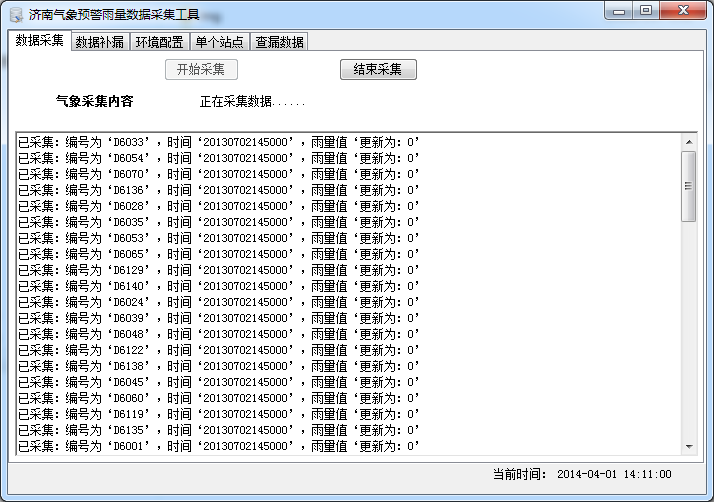 济南气象预警雨量数据采集工具
数据采集 数据补漏 环境配置 单个站点 查漏数据
开始采集 结束采集
气象采集内容 正在采集数据......
已采集：编号为‘D6033’，时间‘20130702145000’，雨量值‘更新为：0’
已采集：编号为‘D6054’，时间‘20130702145000’，雨量值‘更新为：0’
已采集：编号为‘D6070’，时间‘20130702145000’，雨量值‘更新为：0’
已采集：编号为‘D6136’，时间‘20130702145000’，雨量值‘更新为：0’
已采集：编号为‘D6028’，时间‘20130702145000’，雨量值‘更新为：0’
已采集：编号为‘D6035’，时间‘20130702145000’，雨量值‘更新为：0’
已采集：编号为‘D6053’，时间‘20130702145000’，雨量值‘更新为：0’
已采集：编号为‘D6065’，时间‘20130702145000’，雨量值‘更新为：0’
已采集：编号为‘D6129’，时间‘20130702145000’，雨量值‘更新为：0’
已采集：编号为‘D6140’，时间‘20130702145000’，雨量值‘更新为：0’
已采集：编号为‘D6024’，时间‘20130702145000’，雨量值‘更新为：0’
已采集：编号为‘D6039’，时间‘20130702145000’，雨量值‘更新为：0’
已采集：编号为‘D6048’，时间‘20130702145000’，雨量值‘更新为：0’
已采集：编号为‘D6122’，时间‘20130702145000’，雨量值‘更新为：0’
已采集：编号为‘D6138’，时间‘20130702145000’，雨量值‘更新为：0’
已采集：编号为‘D6045’，时间‘20130702145000’，雨量值‘更新为：0’
已采集：编号为‘D6060’，时间‘20130702145000’，雨量值‘更新为：0’
已采集：编号为‘D6119’，时间‘20130702145000’，雨量值‘更新为：0’
已采集：编号为‘D6135’，时间‘20130702145000’，雨量值‘更新为：0’
已采集：编号为‘D6001’，时间‘20130702145000’，雨量值‘更新为：0’
当前时间： 2014-04-01 14:11:00